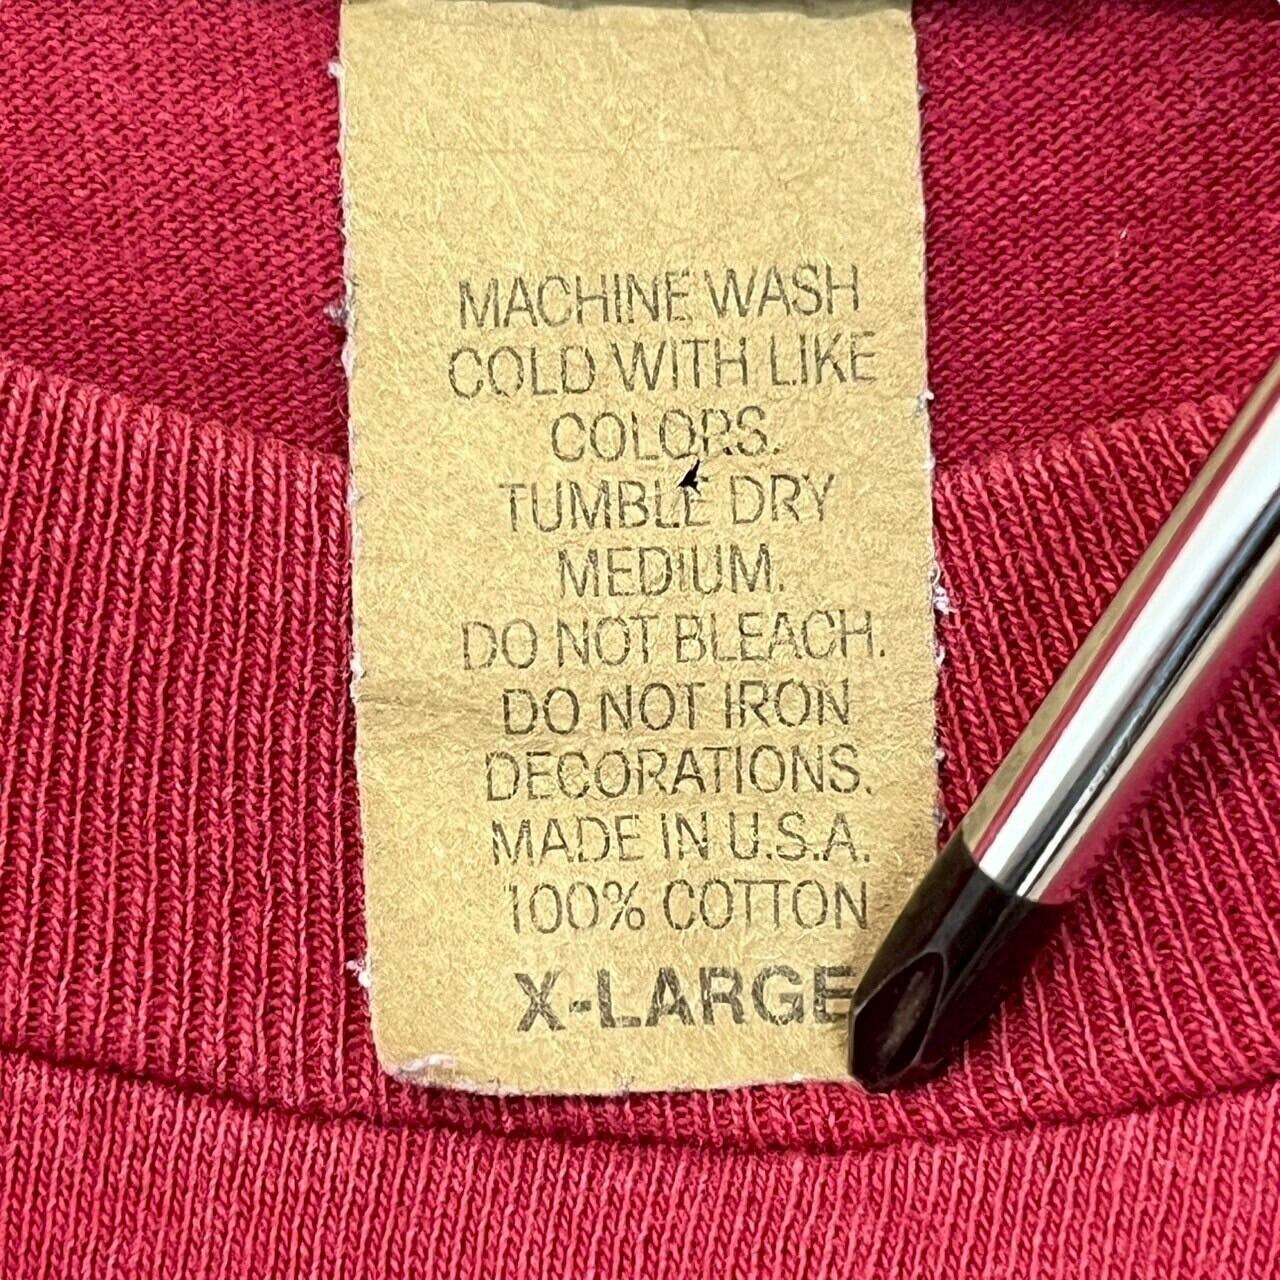 MACHINE WASH
COLD WITH LIKE
COLORS.
TUMBLE DRY
MEDIUM.
DO NOT BLEACH.
DO NOT IRON
DECORATIONS.
MADE IN U.S.A.
100% COTTON
X-LARGE